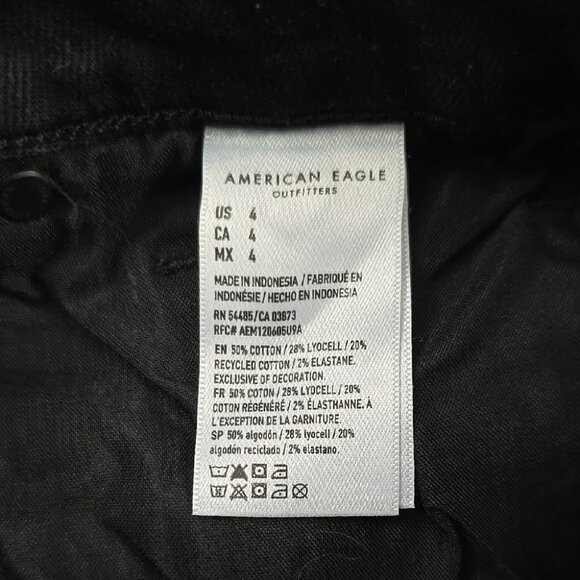 AMERICAN EAGLE
OUTFITTERS
US 4
CA 4
MX 4
MADE IN INDONESIA / FABRIQUÉ EN
INDONÉSIE / HECHO EN INDONESIA
RN 54485/CA 03673
RFC# AEM120605U9A
EN 50% COTTON / 28% LYOCELL / 20%
RECYCLED COTTON / 2% ELASTANE.
EXCLUSIVE OF DECORATION.
FR 50% COTON / 28% LYOCELL / 20%
COTON RÉGÉNÉRÉ / 2% ÉLASTHANNE. À
L'EXCEPTION DE LA GARNITURE.
SP 50% algodón / 28% lyocell / 20%
algodón reciclado / 2% elastano.